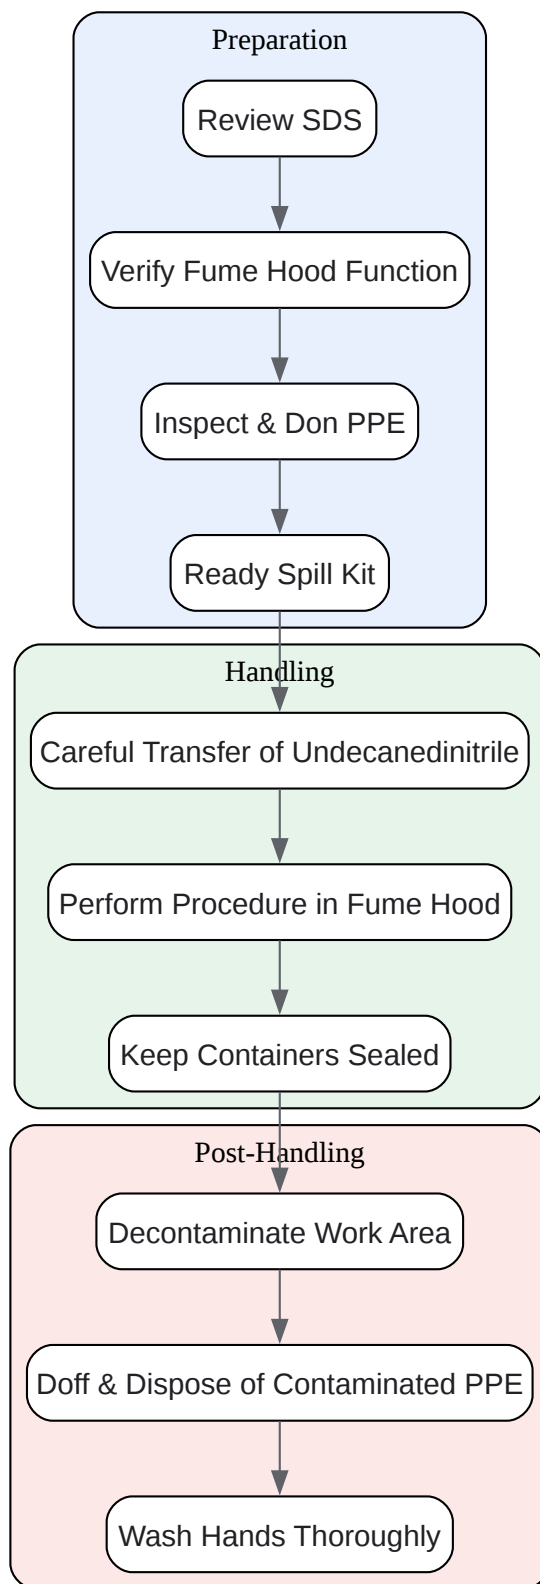 Preparation
Review SDS
Verify Fume Hood Function
Inspect & Don PPE
Ready Spill Kit
Handling
Careful Transfer of Undecanedinitrile
Perform Procedure in Fume Hood
Keep Containers Sealed
Post-Handling
Decontaminate Work Area
Doff & Dispose of Contaminated PPE
Wash Hands Thoroughly